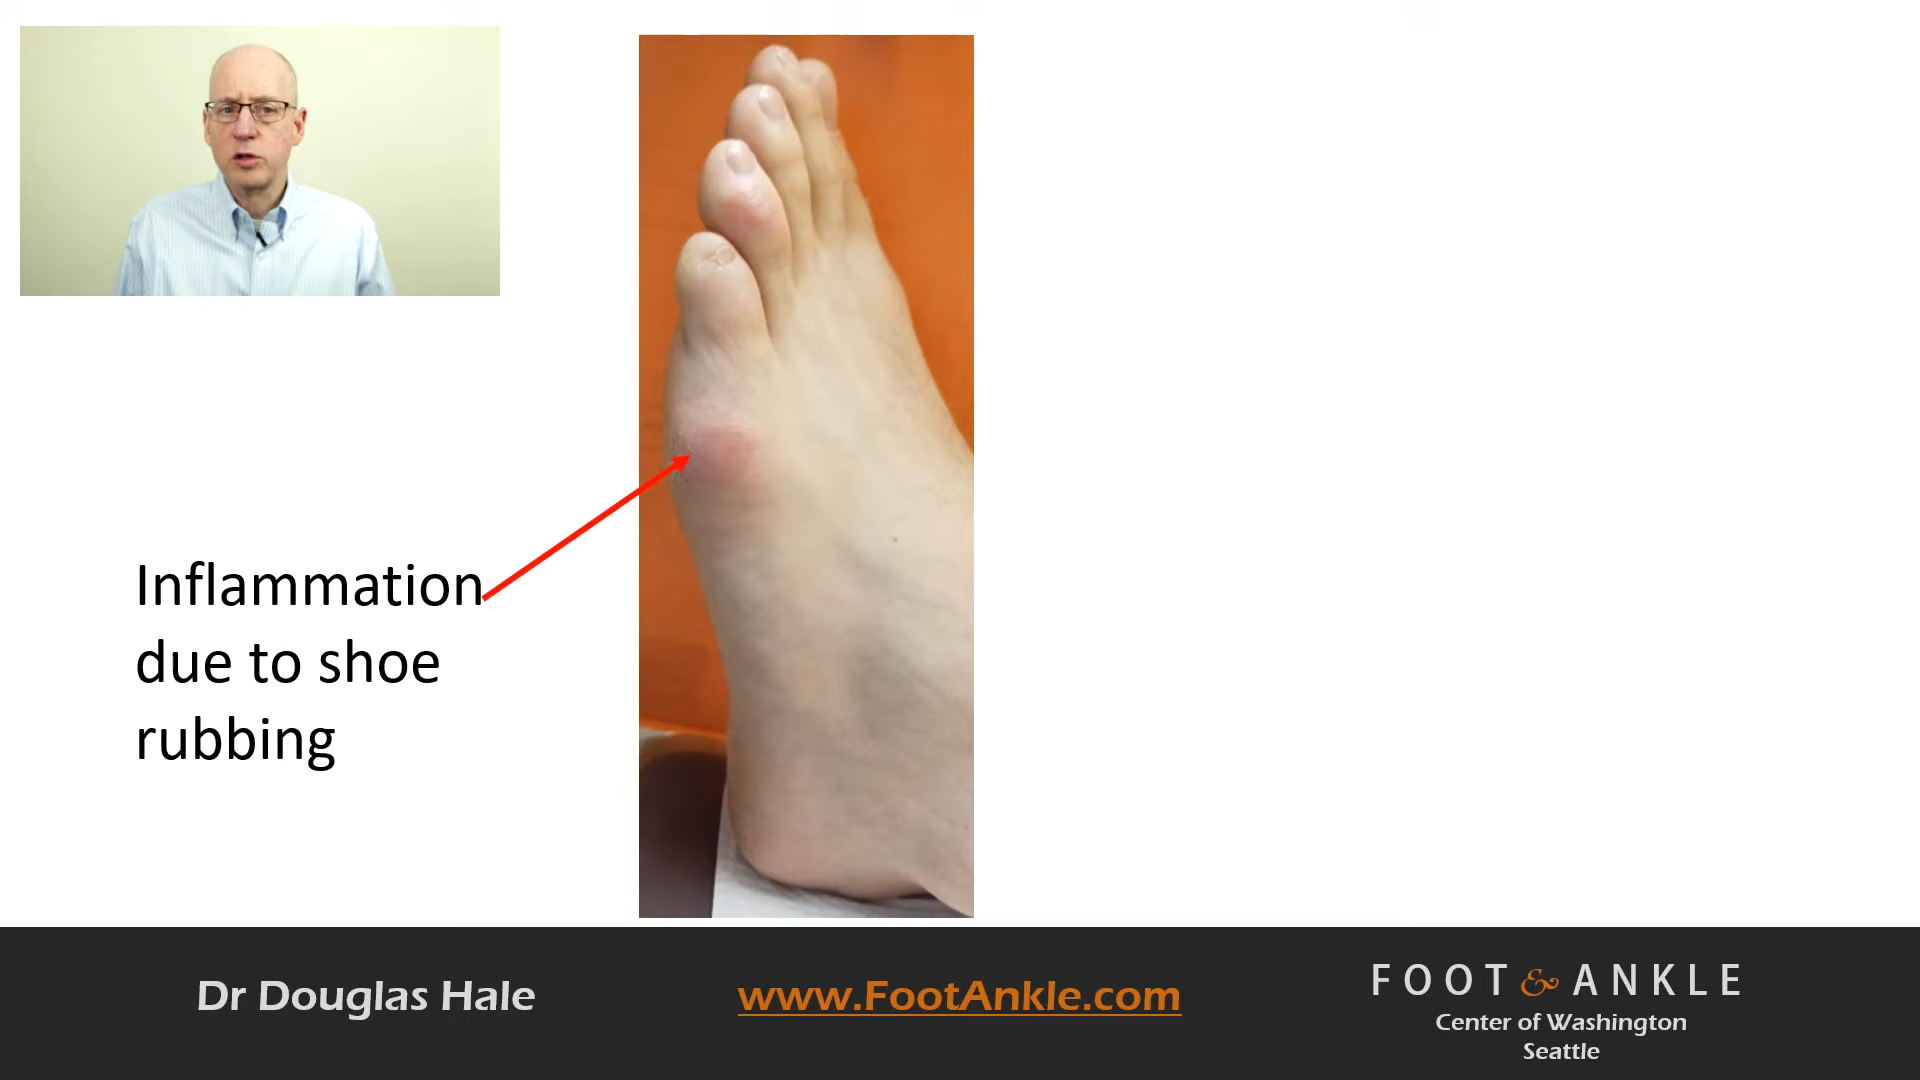 Inflammation
due to shoe
rubbing
Dr Douglas Hale
www.FootAnkle.com
FOOT & ANKLE
Center of Washington
Seattle